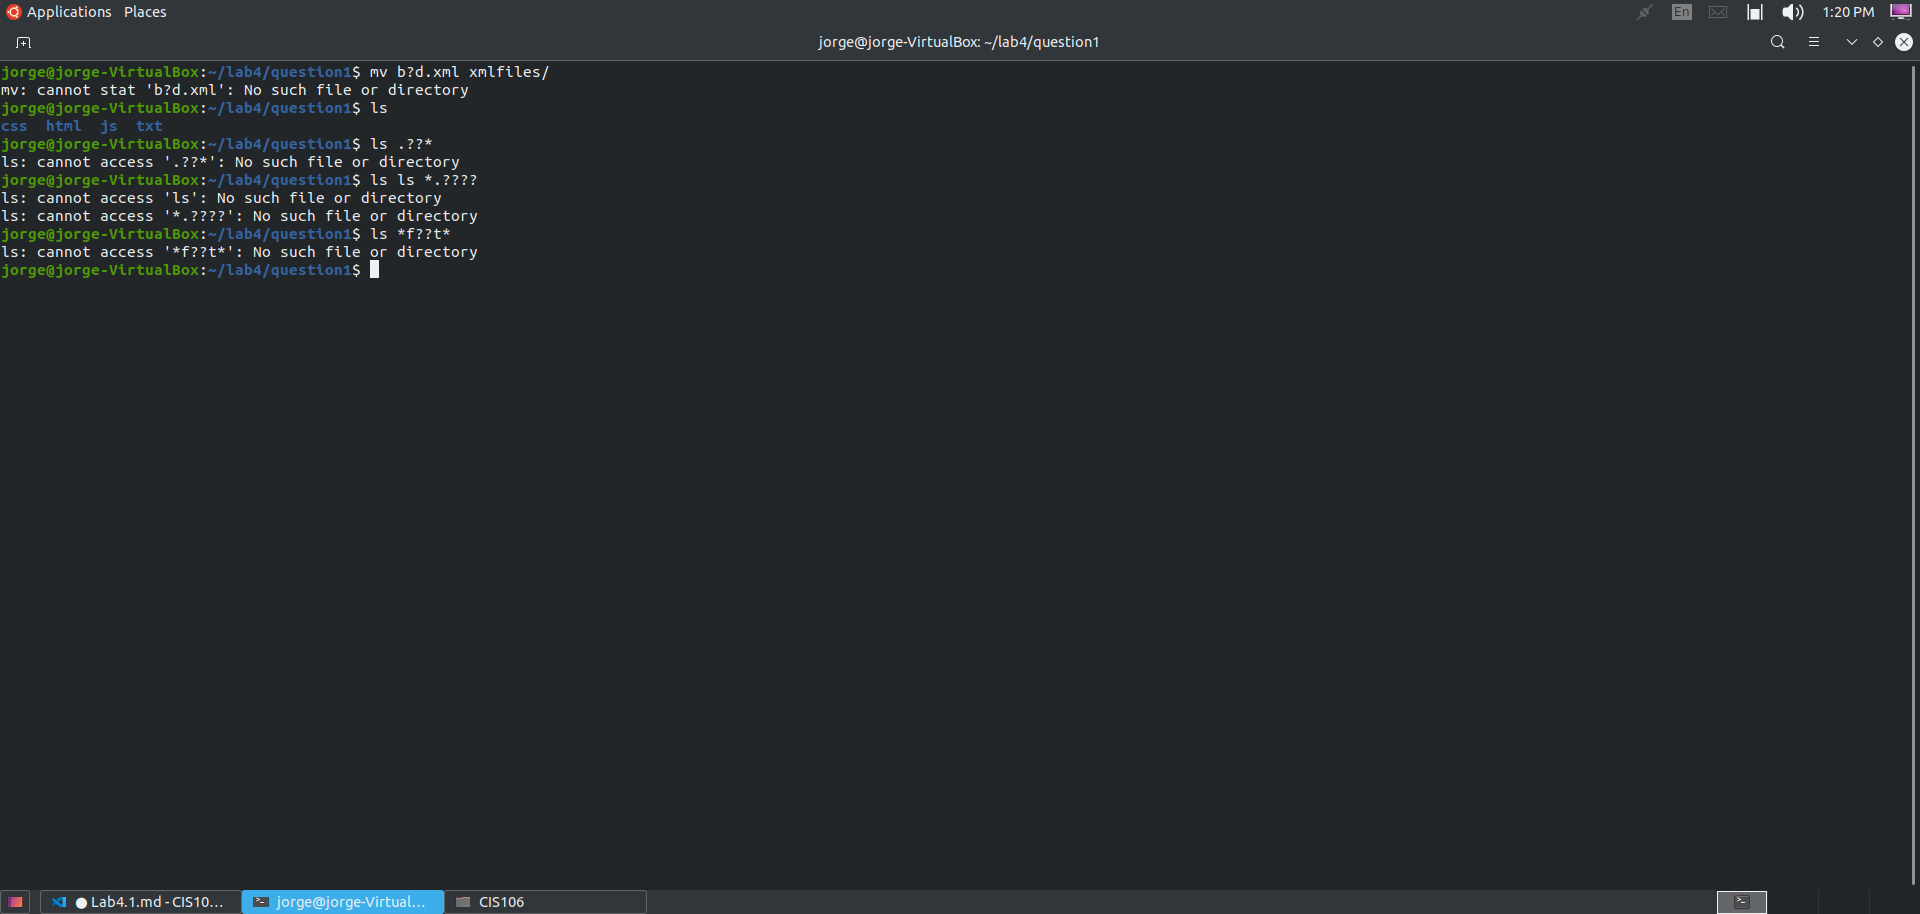 Applications Places En 1:20 PM
jorge@jorge-VirtualBox: ~/lab4/question1
jorge@jorge-VirtualBox:~/lab4/question1$ mv b?d.xml xmlfiles/
mv: cannot stat 'b?d.xml': No such file or directory
jorge@jorge-VirtualBox:~/lab4/question1$ ls
css  html  js  txt
jorge@jorge-VirtualBox:~/lab4/question1$ ls .??*
ls: cannot access '.??*': No such file or directory
jorge@jorge-VirtualBox:~/lab4/question1$ ls ls *.????
ls: cannot access 'ls': No such file or directory
ls: cannot access '*.????': No such file or directory
jorge@jorge-VirtualBox:~/lab4/question1$ ls *f??t*
ls: cannot access '*f??t*': No such file or directory
jorge@jorge-VirtualBox:~/lab4/question1$
● Lab4.1.md - CIS10... jorge@jorge-Virtual... CIS106